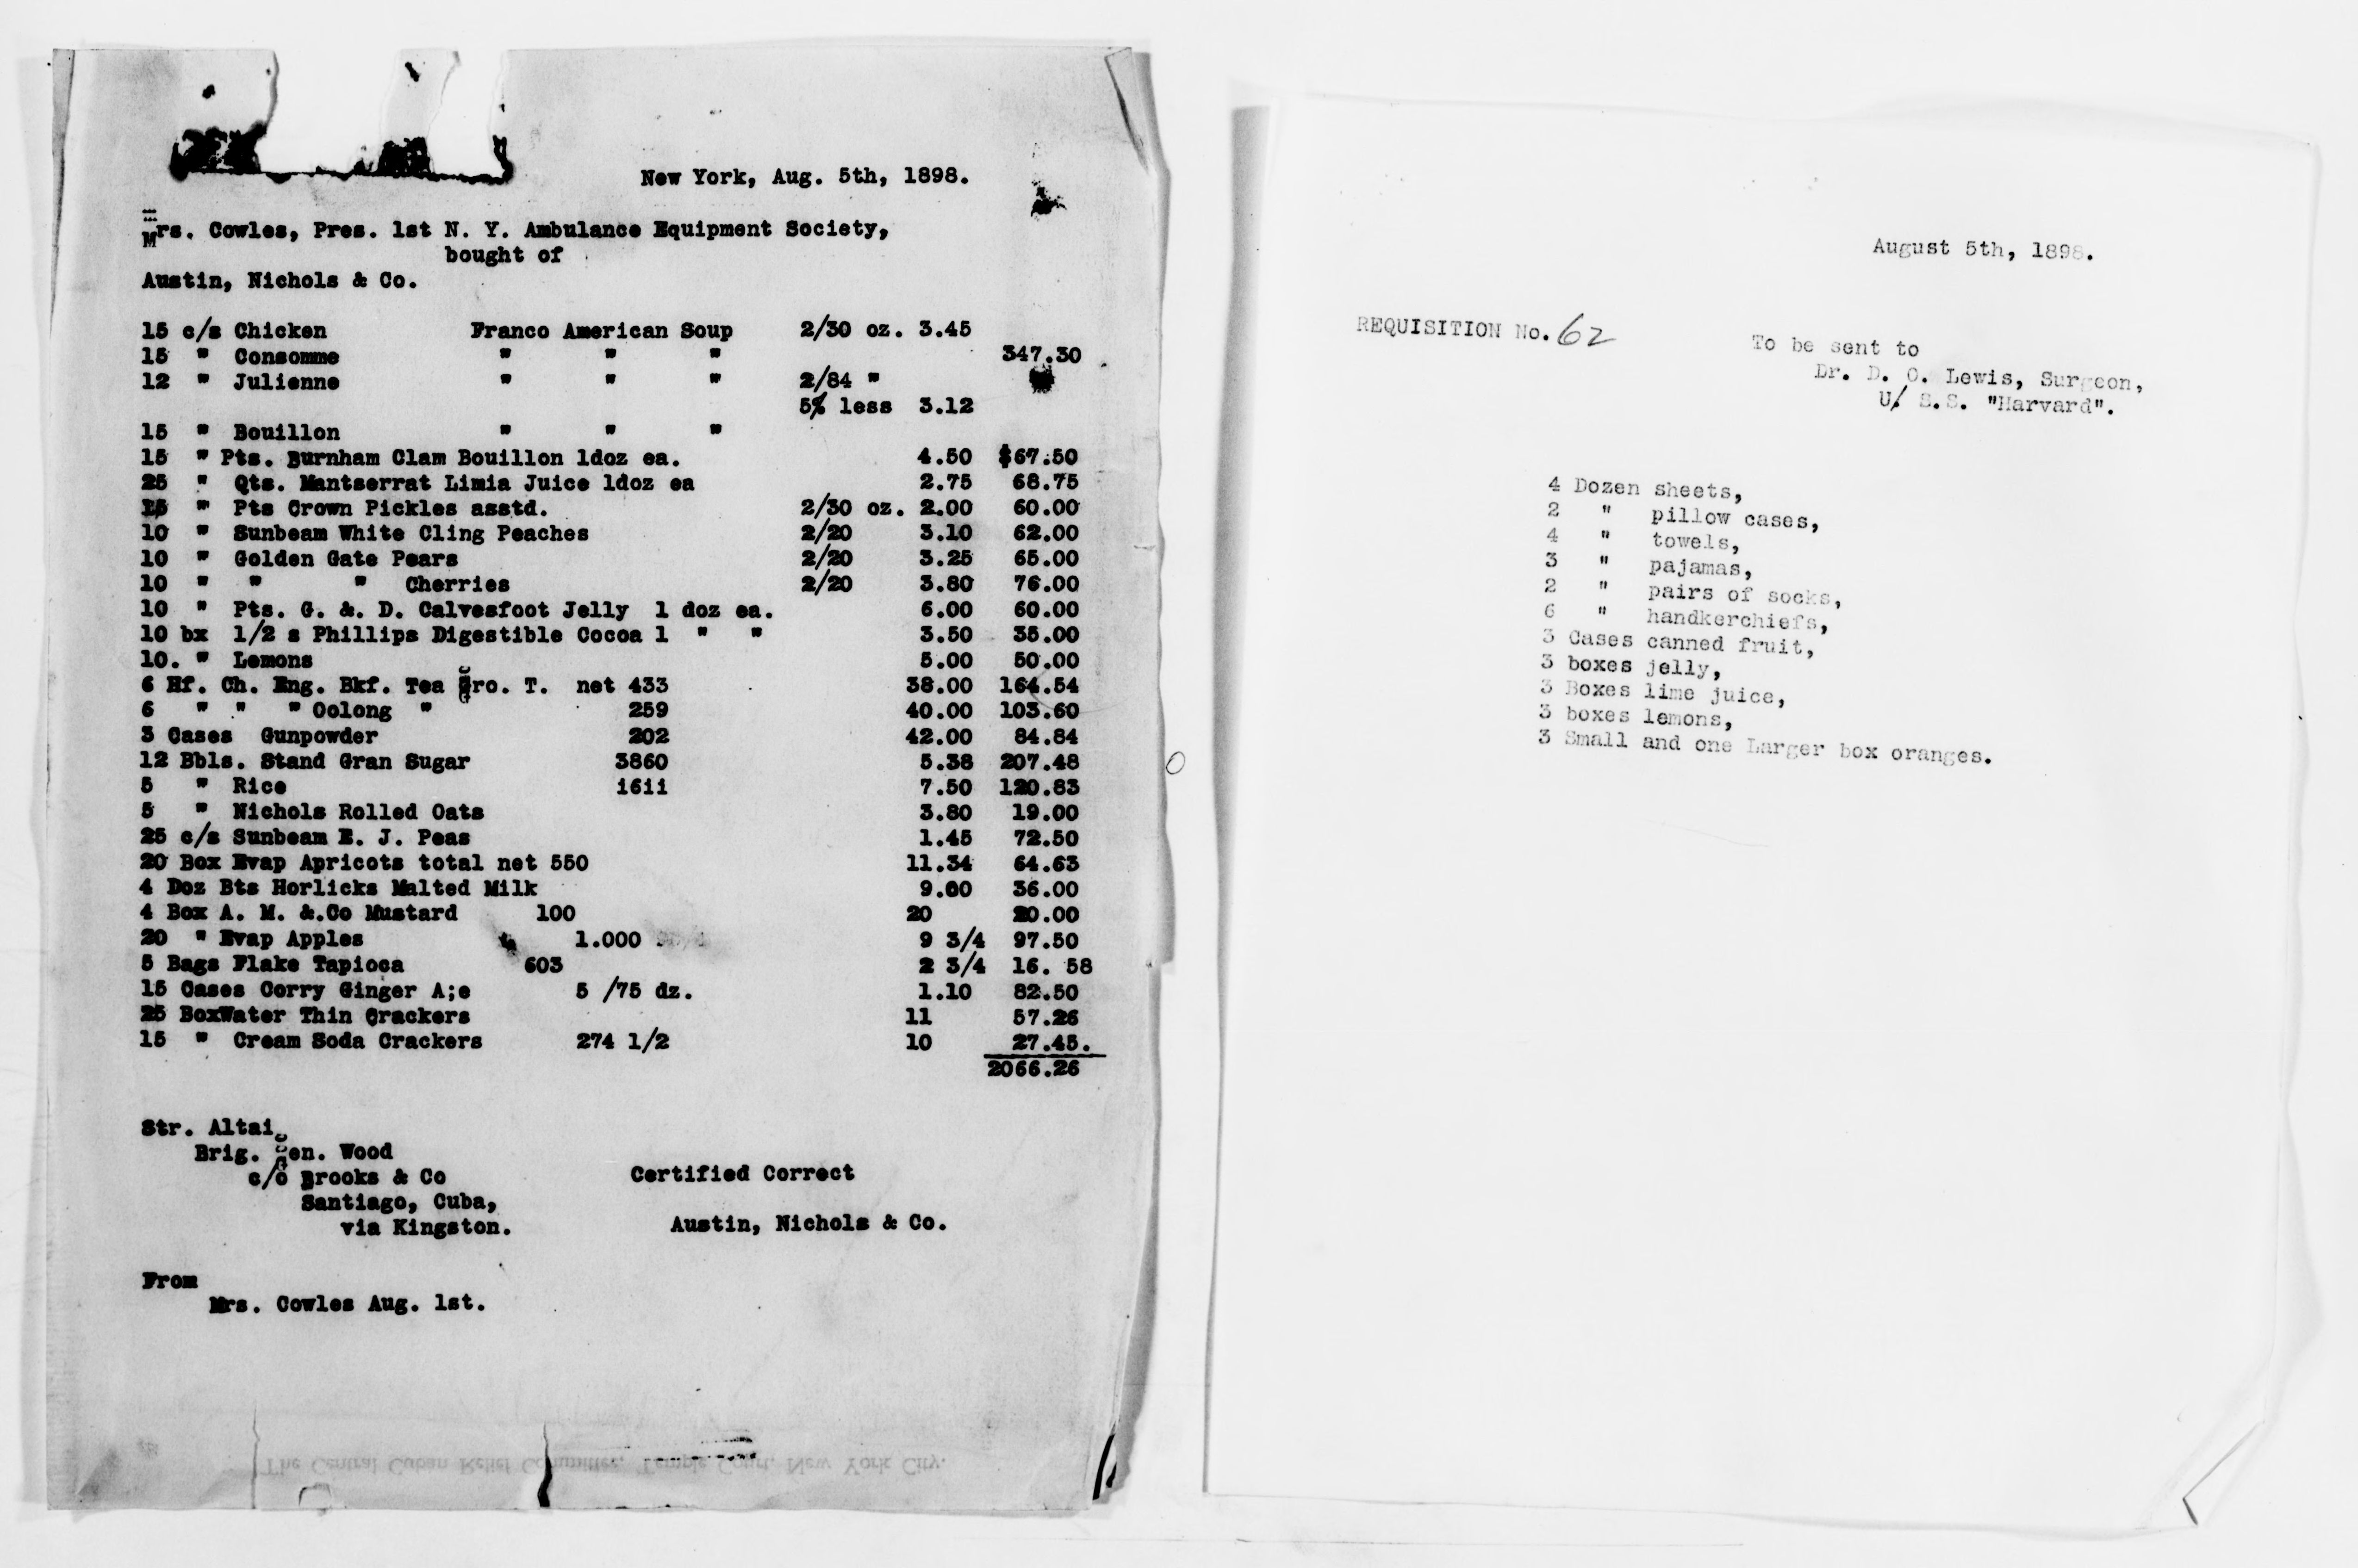 New York, Aug. 5th, 1898.
Mrs. Cowles, Pres. 1st N. Y. Ambulance Equipment Society,
bought of
Austin, Nichols & Co.
15 c/s Chicken Franco American Soup 2/30 oz. 3.45
15 " Consomme " " " 347.30
12 " Julienne " " " 2/84 "
5% less 3.12
15 " Bouillon " " "
15 " Pts. Burnham Clam Bouillon 1doz ea. 4.50 $67.50
25 " Qts. Mantserrat Limia Juice 1doz ea 2.75 68.75
15 " Pts Crown Pickles asstd. 2/30 oz. 2.00 60.00
10 " Sunbeam White Cling Peaches 2/20 3.10 62.00
10 " Golden Gate Pears 2/20 3.25 65.00
10 " " " Cherries 2/20 3.80 76.00
10 " Pts. G. &. D. Calvesfoot Jelly 1 doz ea. 6.00 60.00
10 bx 1/2 s Phillips Digestible Cocoa 1 " " 3.50 35.00
10. " Lemons 5.00 50.00
6 Hf. Ch. Eng. Bkf. Tea Gro. T. net 433 38.00 164.54
6 " " " Oolong " 259 40.00 103.60
3 Cases Gunpowder 202 42.00 84.84
12 Bbls. Stand Gran Sugar 3860 5.38 207.48
5 " Rice 1611 7.50 120.83
5 " Nichols Rolled Oats 3.80 19.00
25 c/s Sunbeam E. J. Peas 1.45 72.50
20 Box Evap Apricots total net 550 11.34 64.63
4 Doz Bts Horlicks Malted Milk 9.00 36.00
4 Box A. M. &.Co Mustard 100 20 20.00
20 " Evap Apples 1.000 9 3/4 97.50
5 Bags Flake Tapioca 603 2 3/4 16. 58
15 Cases Corry Ginger A;e 5 /75 dz. 1.10 82.50
25 BoxWater Thin Crackers 11 57.26
15 " Cream Soda Crackers 274 1/2 10 27.45.
2066.26
Str. Altai
Brig. Gen. Wood
c/o Brooks & Co
Santiago, Cuba,
via Kingston.
Certified Correct
Austin, Nichols & Co.
From
Mrs. Cowles Aug. 1st.
The Central Cuban Relief Committee, Temple Court, New York City.
August 5th, 1898.
REQUISITION No. 62
To be sent to
Dr. D. O. Lewis, Surgeon,
U/ S.S. "Harvard".
4 Dozen sheets,
2 " pillow cases,
4 " towels,
3 " pajamas,
2 " pairs of socks,
6 " handkerchiefs,
3 Cases canned fruit,
3 boxes jelly,
3 Boxes lime juice,
3 boxes lemons,
3 Small and one Larger box oranges.